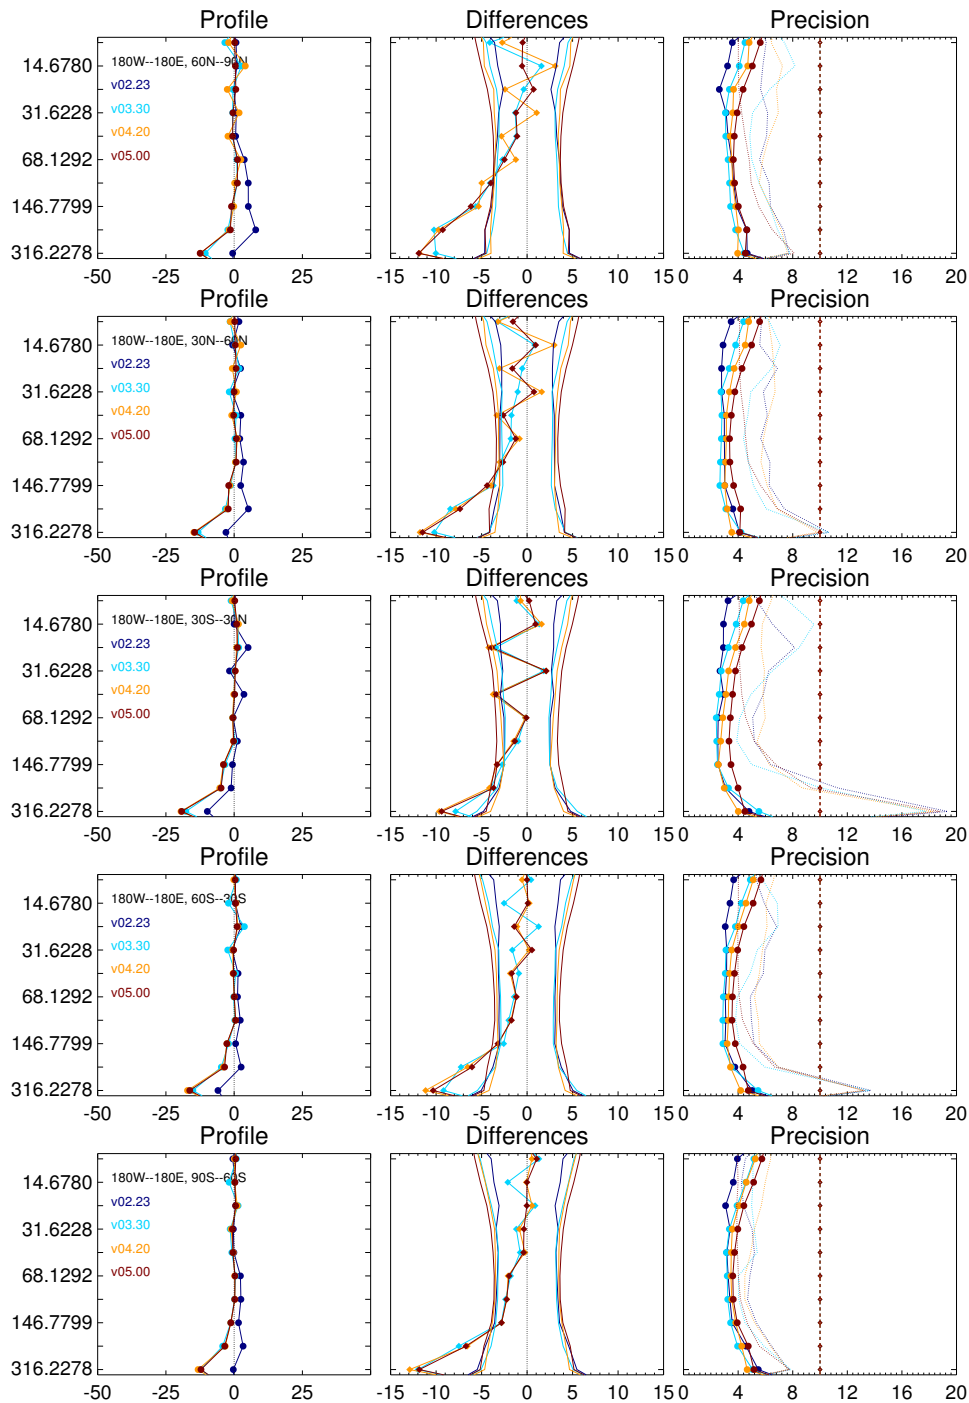 Profile Differences Precision
180W--180E, 60N--90N
14.6780
v02.23
31.6228 v03.30
v04.20
68.1292 v05.00
146.7799
316.2278
-50 -25 0 25 -15 -10 -5 0 5 10 15 0 4 8 12 16 20
Profile Differences Precision
180W--180E, 30N--60N
14.6780
v02.23
31.6228 v03.30
v04.20
68.1292 v05.00
146.7799
316.2278
-50 -25 0 25 -15 -10 -5 0 5 10 15 0 4 8 12 16 20
Profile Differences Precision
180W--180E, 30S--30N
14.6780
v02.23
31.6228 v03.30
v04.20
68.1292 v05.00
146.7799
316.2278
-50 -25 0 25 -15 -10 -5 0 5 10 15 0 4 8 12 16 20
Profile Differences Precision
180W--180E, 60S--30S
14.6780
v02.23
31.6228 v03.30
v04.20
68.1292 v05.00
146.7799
316.2278
-50 -25 0 25 -15 -10 -5 0 5 10 15 0 4 8 12 16 20
Profile Differences Precision
180W--180E, 90S--60S
14.6780
v02.23
31.6228 v03.30
v04.20
68.1292 v05.00
146.7799
316.2278
-50 -25 0 25 -15 -10 -5 0 5 10 15 0 4 8 12 16 20